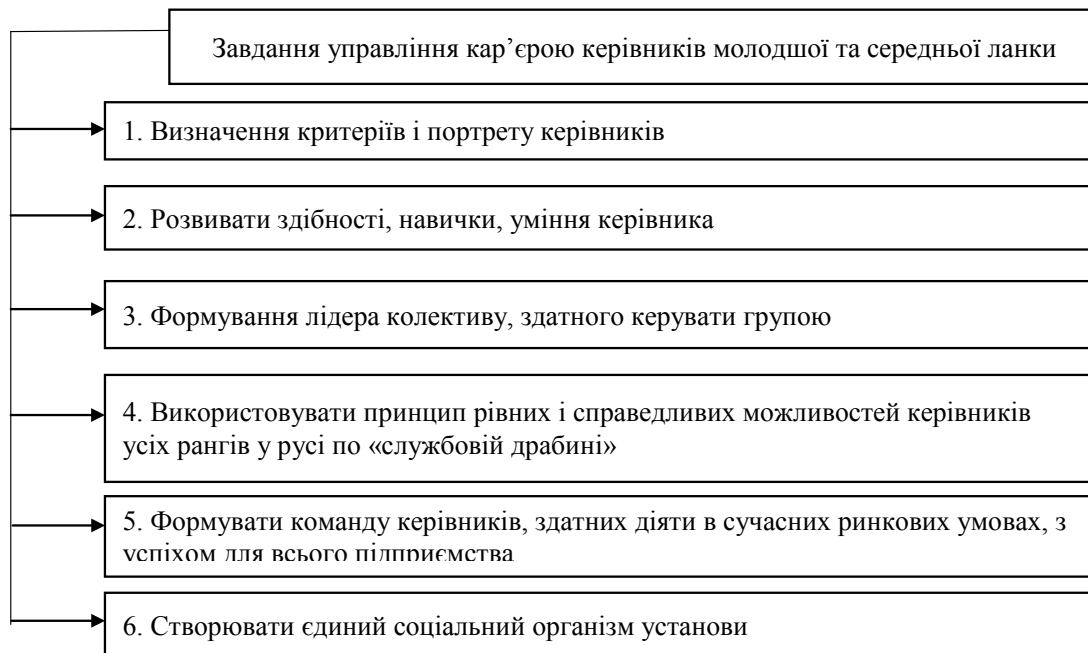 Завдання управління кар’єрою керівників молодшої та середньої ланки
1. Визначення критеріїв і портрету керівників
2. Розвивати здібності, навички, уміння керівника
3. Формування лідера колективу, здатного керувати групою
4. Використовувати принцип рівних і справедливих можливостей керівників
усіх рангів у русі по «службовій драбині»
5. Формувати команду керівників, здатних діяти в сучасних ринкових умовах, з
успіхом для всього підприємства
6. Створювати єдиний соціальний організм установи